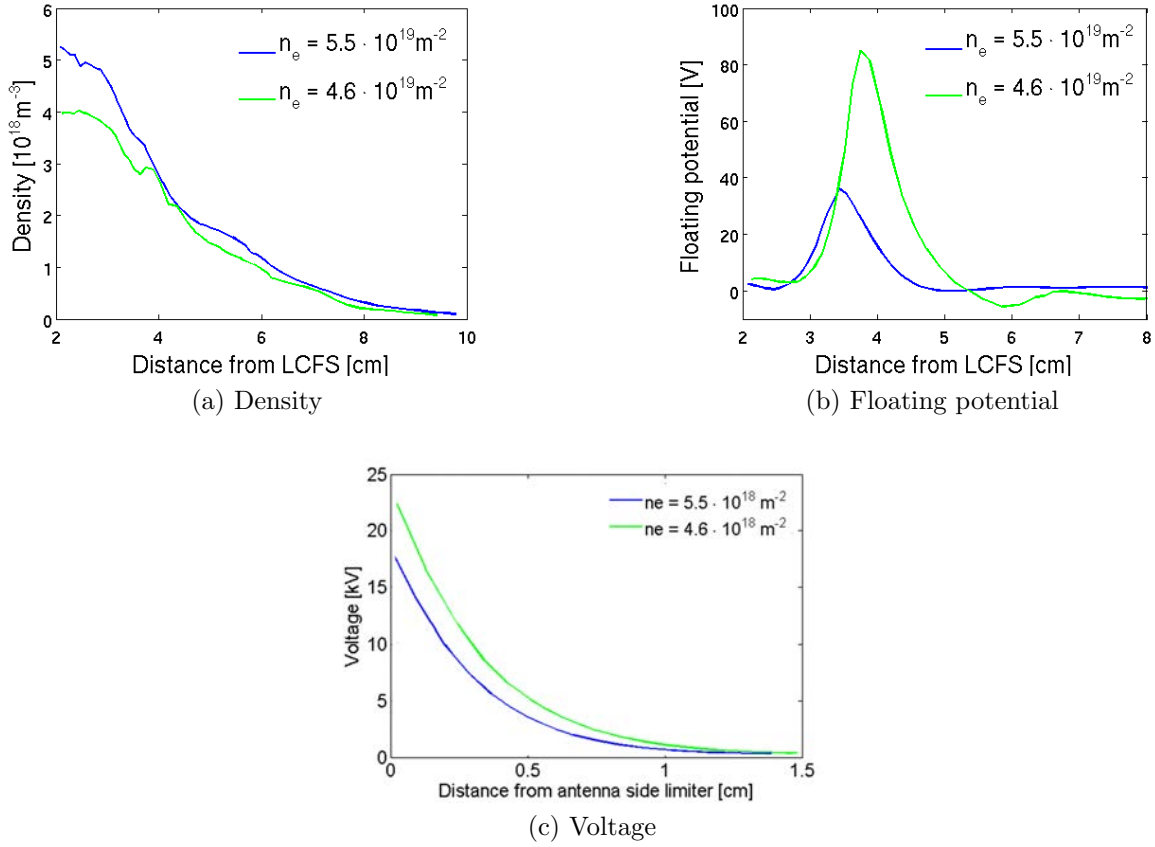 6
5
4
3
2
1
0
2
4
6
8
10
Density [10^18 m^-3]
Distance from LCFS [cm]
n_e = 5.5 · 10^19 m^-2
n_e = 4.6 · 10^19 m^-2
(a) Density
100
80
60
40
20
0
2
3
4
5
6
7
8
Floating potential [V]
Distance from LCFS [cm]
n_e = 5.5 · 10^19 m^-2
n_e = 4.6 · 10^19 m^-2
(b) Floating potential
25
20
15
10
5
0
0
0.5
1
1.5
Voltage [kV]
Distance from antenna side limiter [cm]
ne = 5.5 · 10^18 m^-2
ne = 4.6 · 10^18 m^-2
(c) Voltage